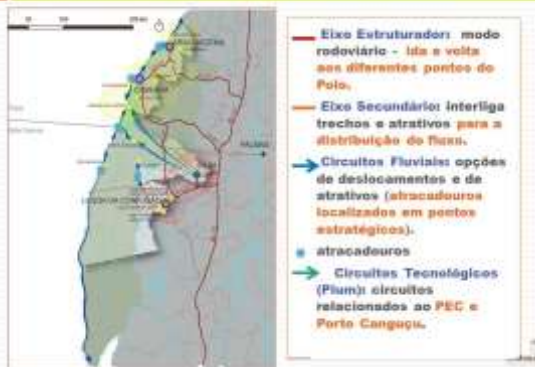 PALMAS
Eixo Estruturador: modo
rodoviário - Ida e volta
aos diferentes pontos do
Polo.
Eixo Secundário: interliga
trechos e atrativos para a
distribuição do fluxo.
Circuitos Fluviais: opções
de deslocamentos e de
atrativos (atracadouros
localizados em pontos
estratégicos).
atracadouros
Circuitos Tecnológicos
(Pium): circuitos
relacionados ao PEC e
Porto Canguçu.